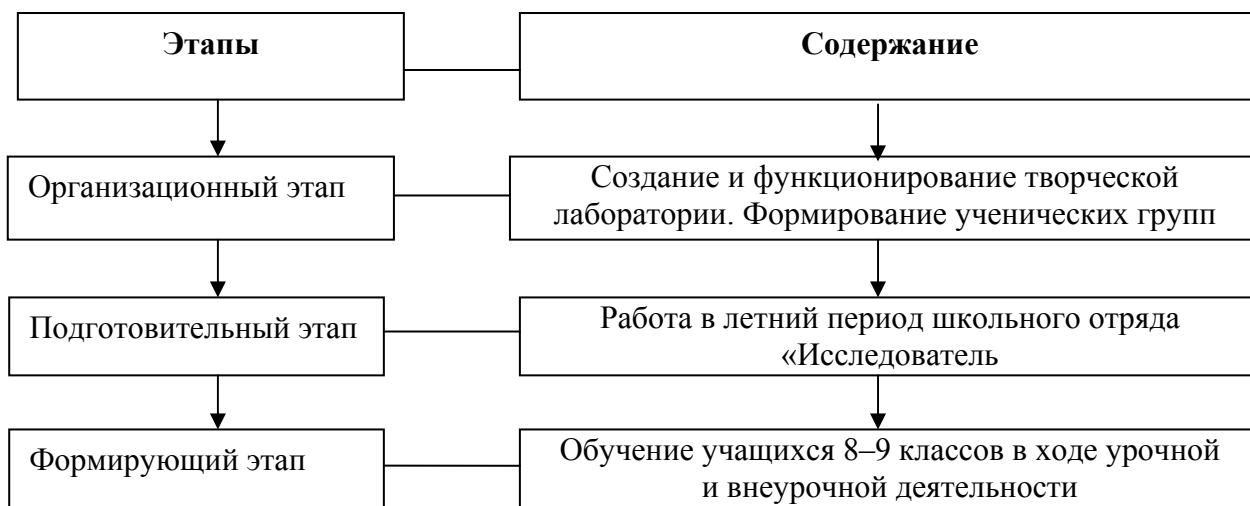 Этапы
Содержание
Организационный этап
Создание и функционирование творческой
лаборатории. Формирование ученических групп
Подготовительный этап
Работа в летний период школьного отряда
«Исследователь
Формирующий этап
Обучение учащихся 8–9 классов в ходе урочной
и внеурочной деятельности